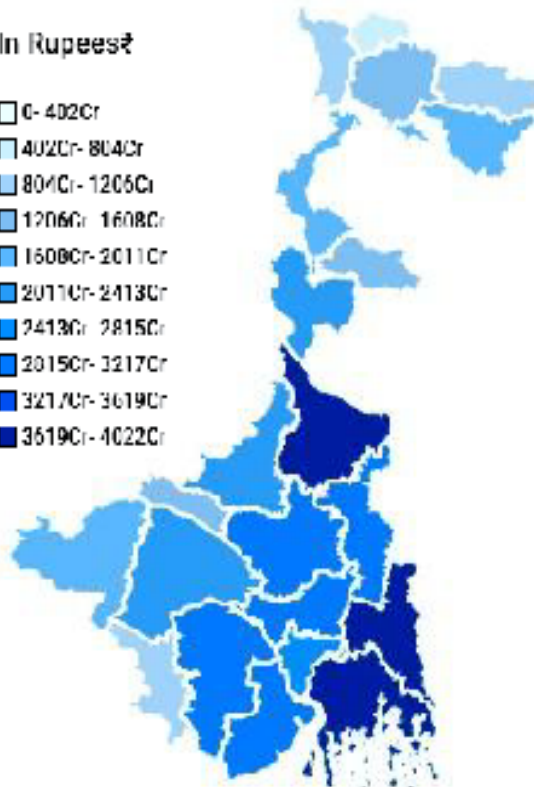 In Rupees₹
0- 402Cr
402Cr- 804Cr
804Cr- 1206Cr
1206Cr- 1608Cr
1608Cr- 2011Cr
2011Cr- 2413Cr
2413Cr- 2815Cr
2815Cr- 3217Cr
3217Cr- 3619Cr
3619Cr- 4022Cr